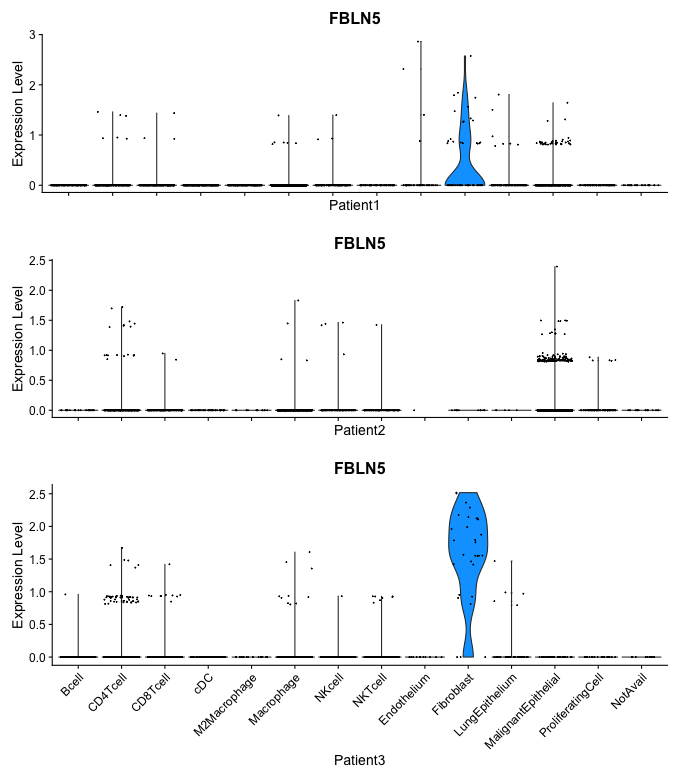 FBLN5
Expression Level
3
2
1
0
Patient1
FBLN5
Expression Level
2.5
2.0
1.5
1.0
0.5
0.0
Patient2
FBLN5
Expression Level
2.5
2.0
1.5
1.0
0.5
0.0
Bcell
CD4Tcell
CD8Tcell
cDC
M2Macrophage
Macrophage
NKcell
NKTcell
Endothelium
Fibroblast
LungEpithelium
MalignantEpithelial
ProliferatingCell
NotAvail
Patient3